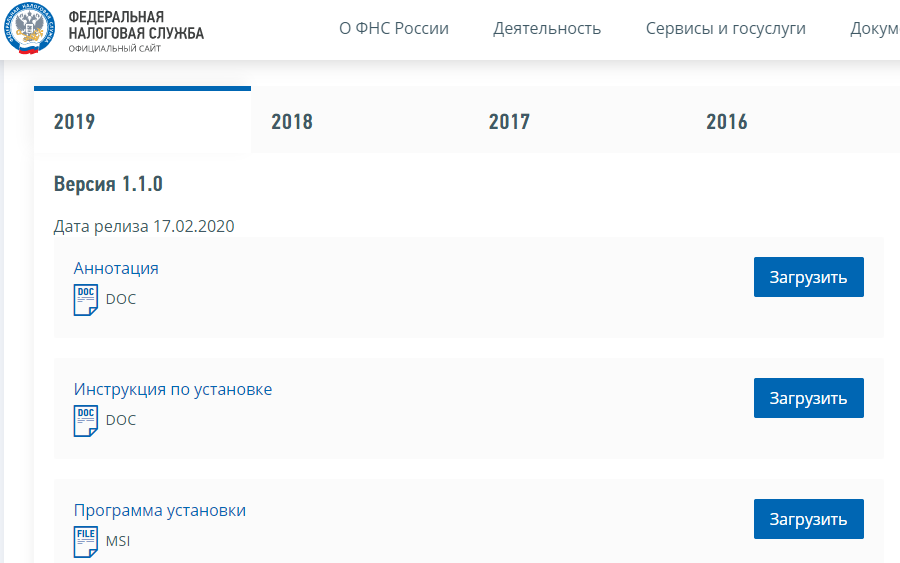 ФЕДЕРАЛЬНАЯ
НАЛОГОВАЯ СЛУЖБА
ОФИЦИАЛЬНЫЙ САЙТ
О ФНС России Деятельность Сервисы и госуслуги Докум
2019 2018 2017 2016
Версия 1.1.0
Дата релиза 17.02.2020
Аннотация
Загрузить
DOC DOC
Инструкция по установке
Загрузить
DOC DOC
Программа установки
Загрузить
FILE MSI